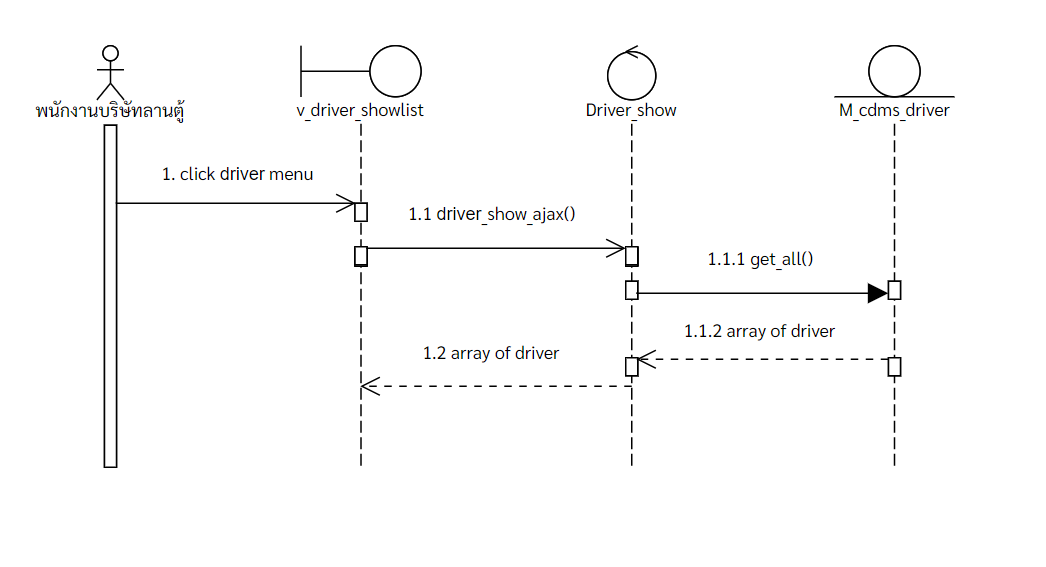 พนักงานบริษัทลานตู้
v_driver_showlist
Driver_show
M_cdms_driver
1. click driver menu
1.1 driver_show_ajax()
1.1.1 get_all()
1.1.2 array of driver
1.2 array of driver